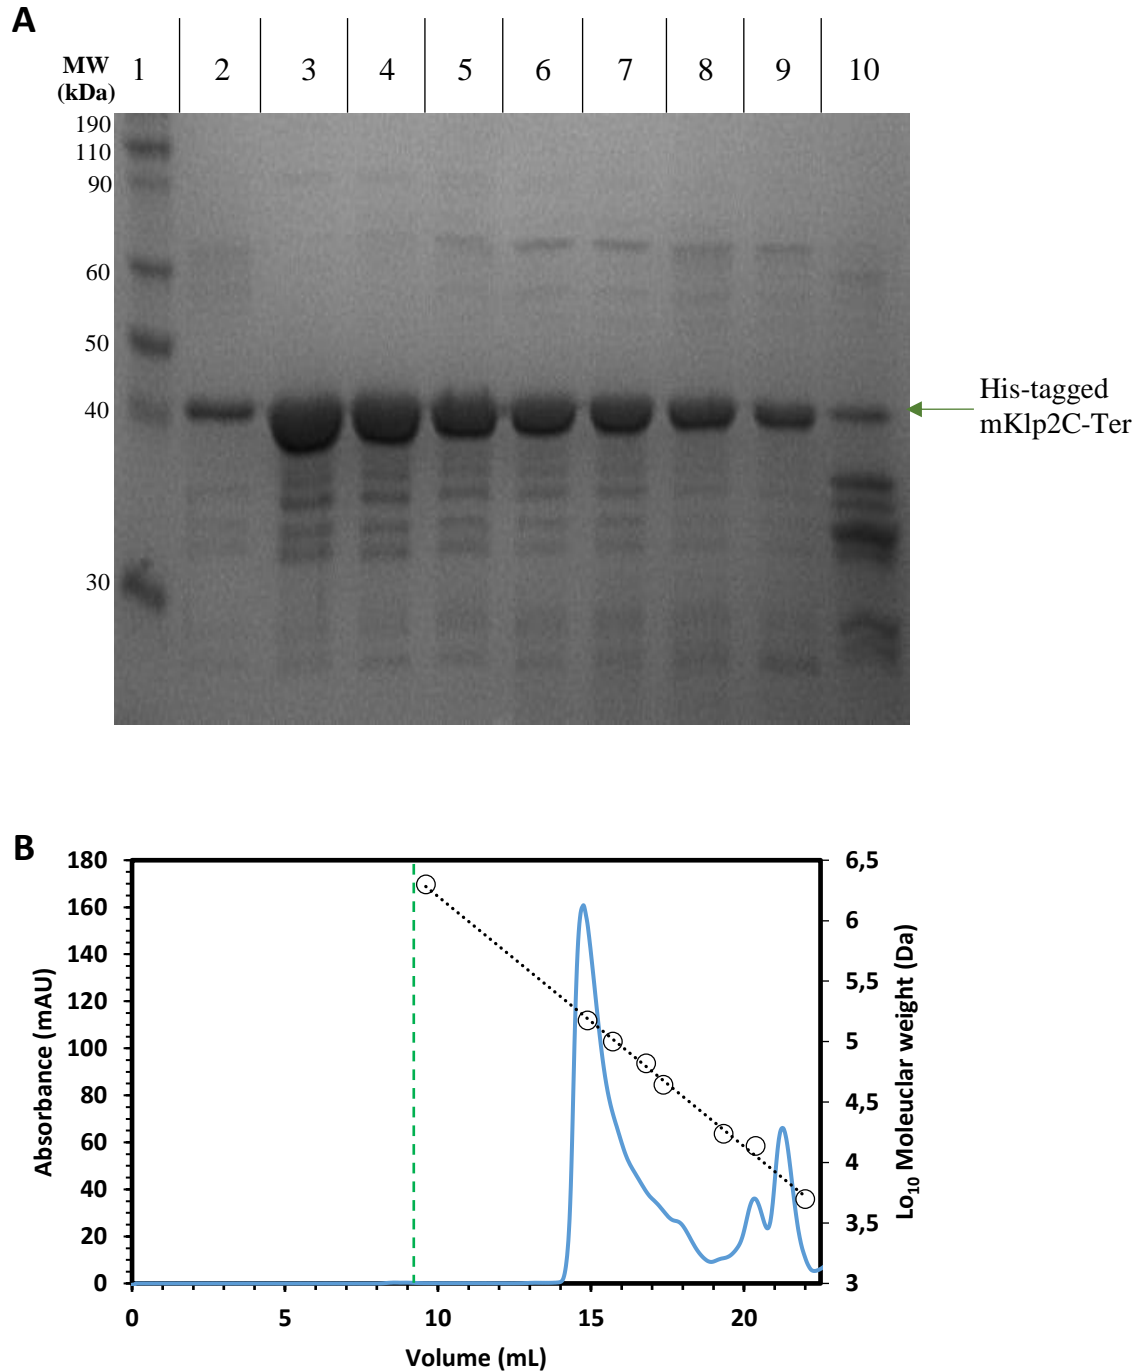 A
MW
(kDa)
1 2 3 4 5 6 7 8 9 10
190
110
90
60
50
40
30
His-tagged
mKlp2C-Ter
B
180
160
140
120
100
80
60
40
20
0
Absorbance (mAU)
6,5
6
5,5
5
4,5
4
3,5
3
Lo10 Moleuclar weight (Da)
0 5 10 15 20
Volume (mL)